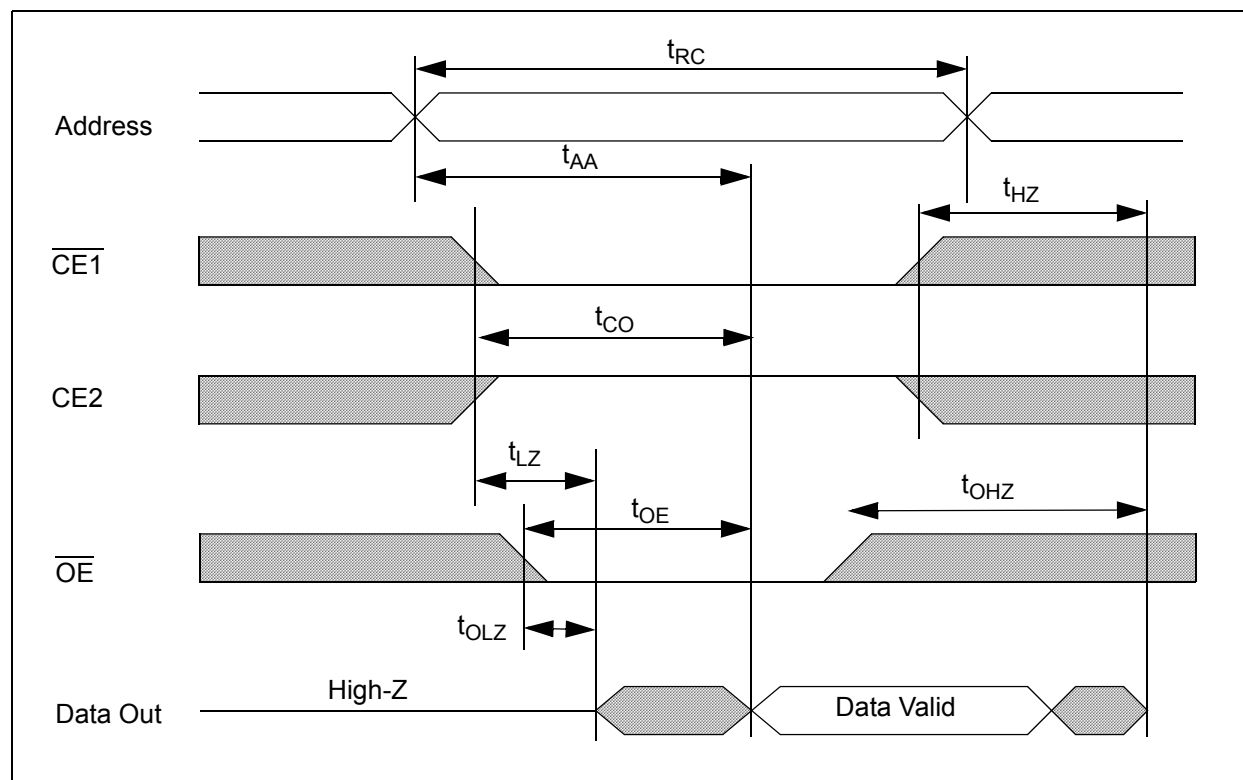 tRC
Address
tAA
tHZ
CE1
tCO
CE2
tLZ
tOHZ
tOE
OE
tOLZ
High-Z
Data Out
Data Valid